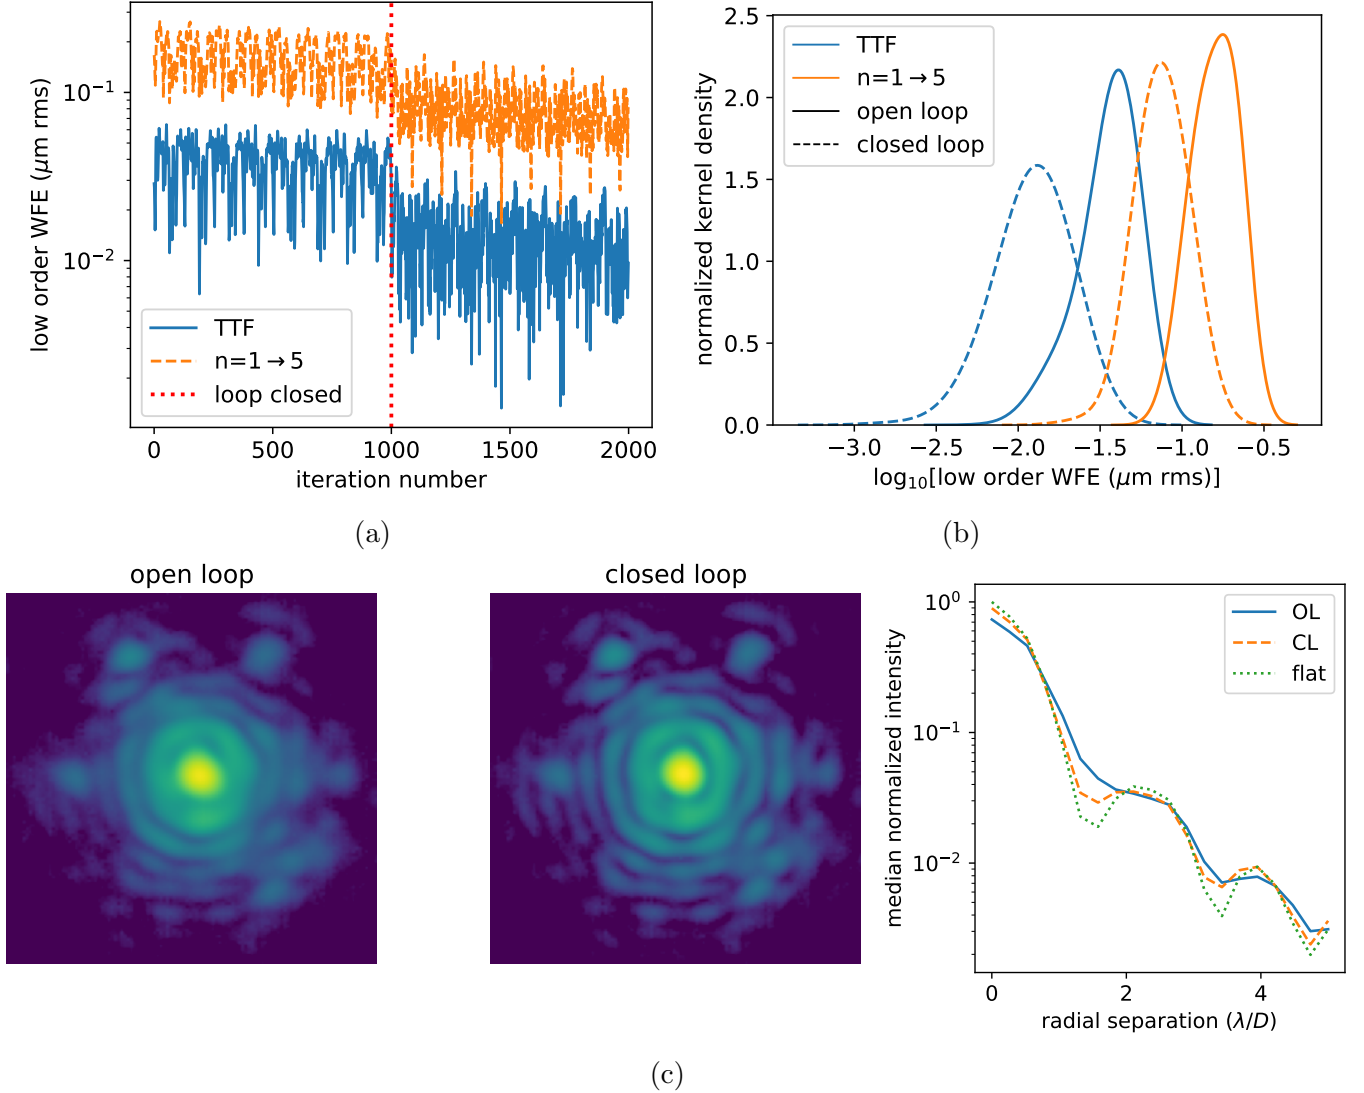 10⁻¹
10⁻²
low order WFE (μm rms)
TTF
n=1→5
loop closed
0 500 1000 1500 2000
iteration number
(a)
2.5
2.0
1.5
1.0
0.5
0.0
normalized kernel density
TTF
n=1→5
open loop
closed loop
−3.0 −2.5 −2.0 −1.5 −1.0 −0.5
log₁₀[low order WFE (μm rms)]
(b)
open loop
closed loop
10⁰
10⁻¹
10⁻²
median normalized intensity
OL
CL
flat
0 2 4
radial separation (λ/D)
(c)